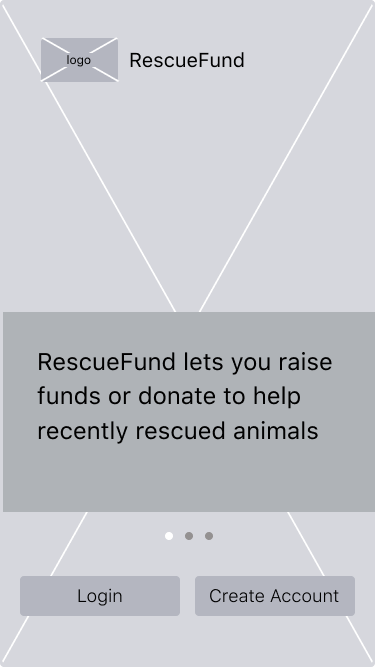 logo
RescueFund
RescueFund lets you raise
funds or donate to help
recently rescued animals
Login
Create Account